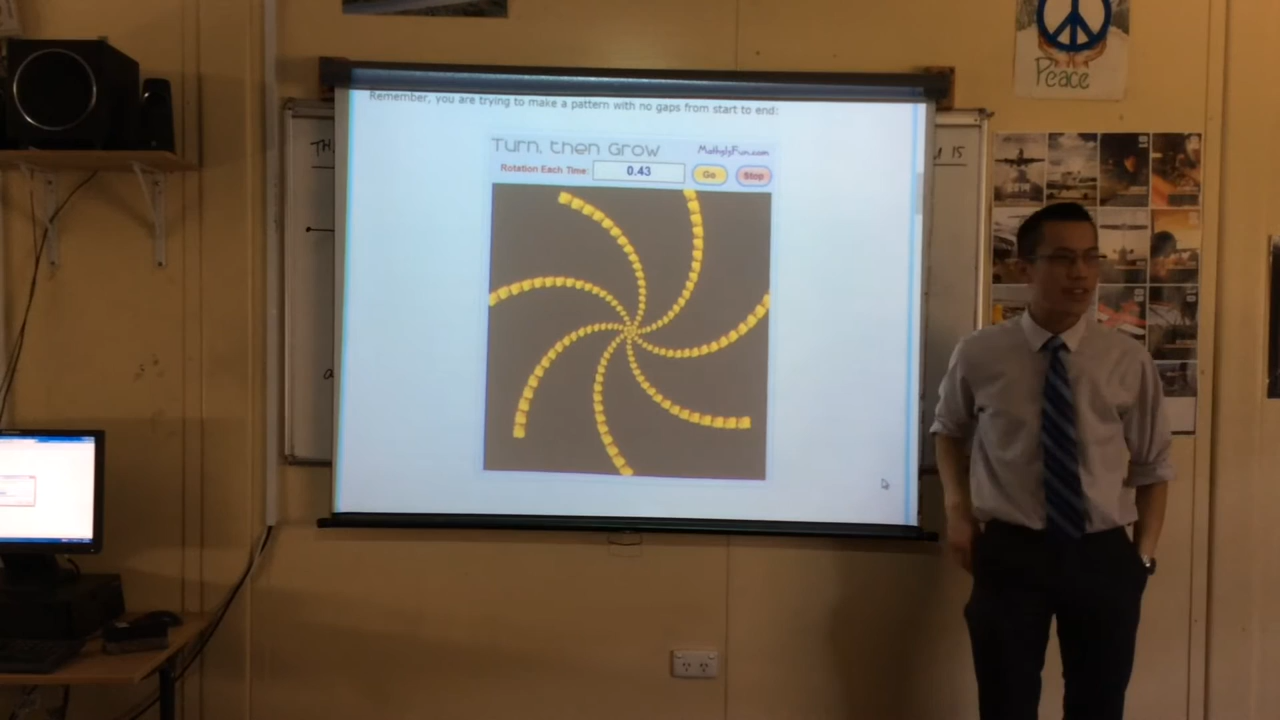 Peace
Remember, you are trying to make a pattern with no gaps from start to end:
Turn, then Grow
MathsIsFun.com
Rotation Each Time:
0.43
Go
Stop
TH
15